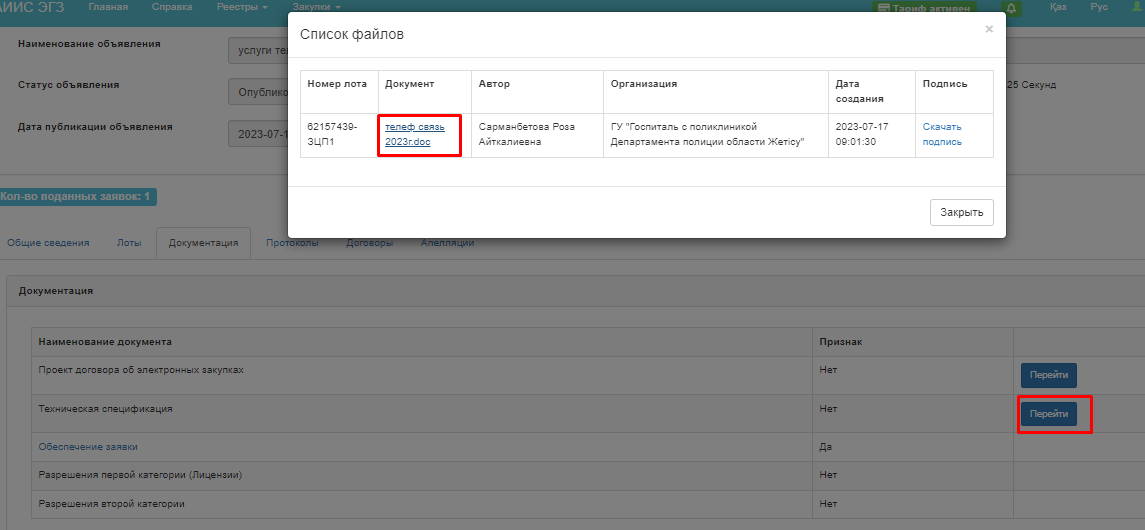 АИИС ЭГЗ Главная Справка Реестры Закупки Тариф активен Қаз Рус
Список файлов ×
Наименование объявления услуги тел
Статус объявления Опублико 25 Секунд
Дата публикации объявления 2023-07-1
Номер лота Документ Автор Организация Дата создания Подпись
62157439-ЗЦП1 телеф связь 2023г.doc Сарманбетова Роза Айткалиевна ГУ "Госпиталь с поликлиникой Департамента полиции области Жетісу" 2023-07-17 09:01:30 Скачать подпись
Закрыть
Кол-во поданных заявок: 1
Общие сведения Лоты Документация Протоколы Договоры Апелляции
Документация
Наименование документа Признак
Проект договора об электронных закупках Нет Перейти
Техническая спецификация Нет Перейти
Обеспечение заявки Да
Разрешения первой категории (Лицензии) Нет
Разрешения второй категории Нет